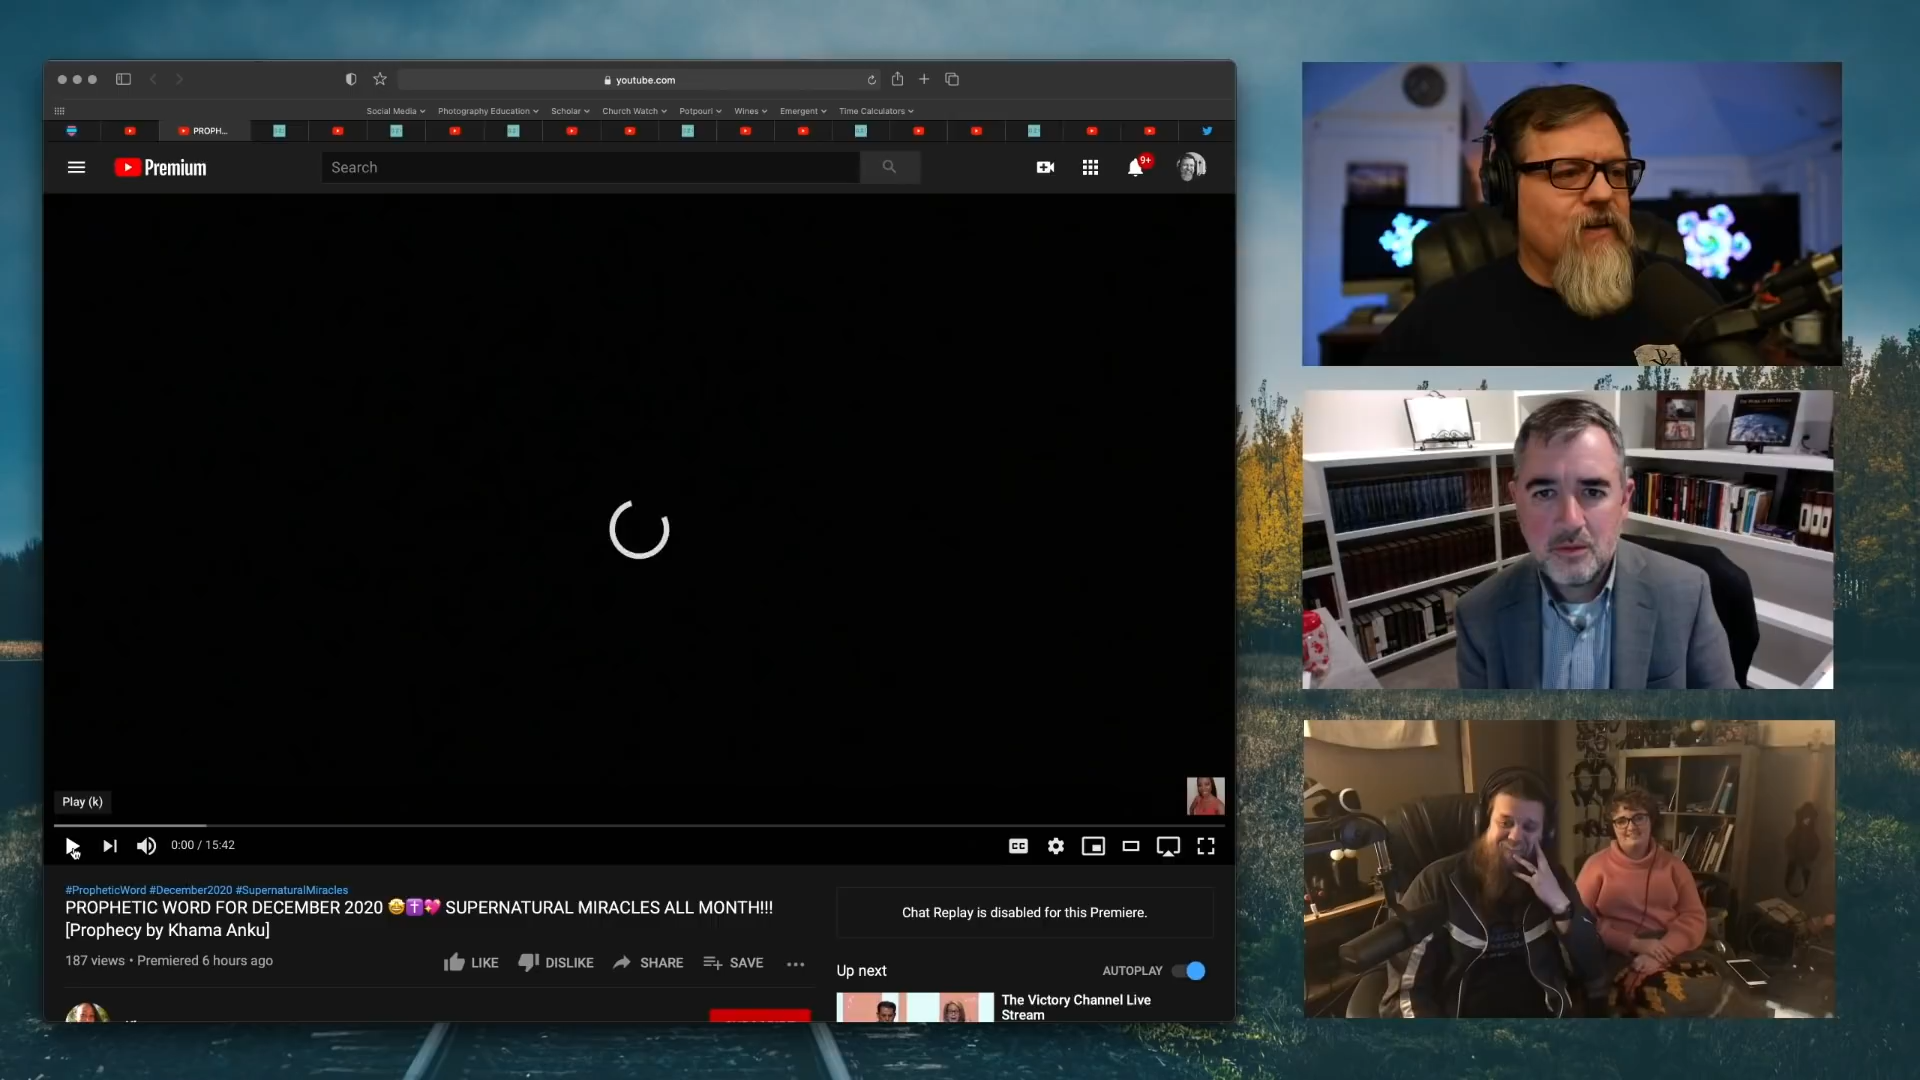 youtube.com
Social Media
Photography Education
Scholar
Church Watch
Potpouri
Wines
Emergent
Time Calculators
PROPH...
Premium
Search
9+
Play (k)
0:00 / 15:42
CC
#PropheticWord #December2020 #SupernaturalMiracles
PROPHETIC WORD FOR DECEMBER 2020 🤩✝️💖 SUPERNATURAL MIRACLES ALL MONTH!!!
[Prophecy by Khama Anku]
187 views • Premiered 6 hours ago
LIKE
DISLIKE
SHARE
SAVE
Chat Replay is disabled for this Premiere.
Up next
AUTOPLAY
The Victory Channel Live
Stream